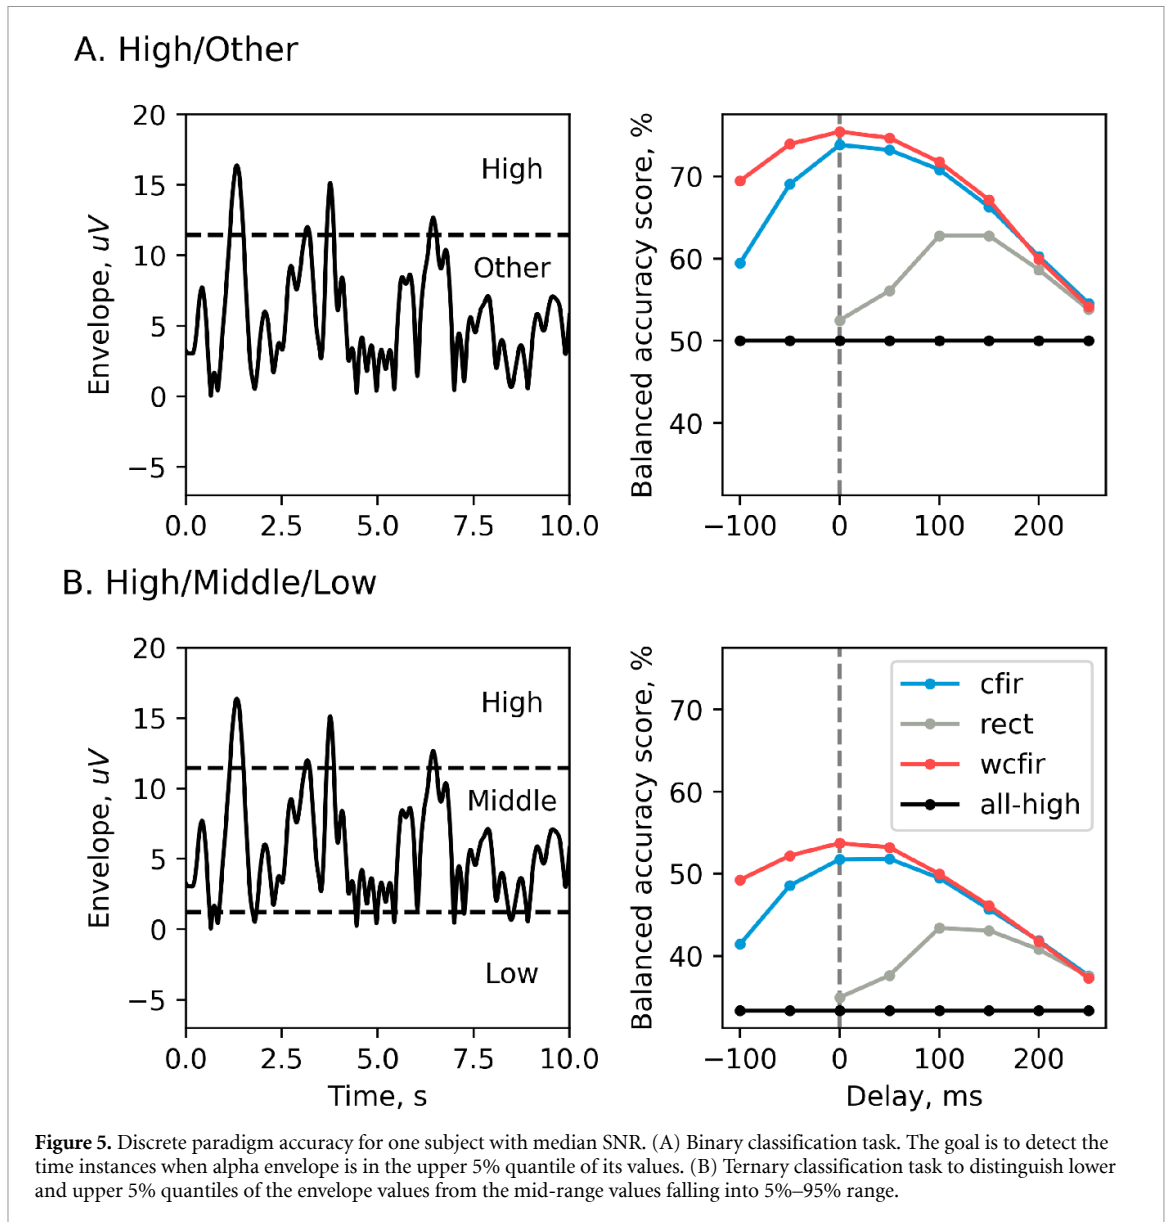 A. High/Other
20
15
10
5
0
−5
Envelope, uV
High
Other
0.0 2.5 5.0 7.5 10.0
Balanced accuracy score, %
70
60
50
40
−100 0 100 200
B. High/Middle/Low
20
15
10
5
0
−5
Envelope, uV
High
Middle
Low
0.0 2.5 5.0 7.5 10.0
Time, s
Balanced accuracy score, %
70
60
50
40
cfir
rect
wcfir
all-high
−100 0 100 200
Delay, ms
Figure 5. Discrete paradigm accuracy for one subject with median SNR. (A) Binary classification task. The goal is to detect the
time instances when alpha envelope is in the upper 5% quantile of its values. (B) Ternary classification task to distinguish lower
and upper 5% quantiles of the envelope values from the mid-range values falling into 5%–95% range.